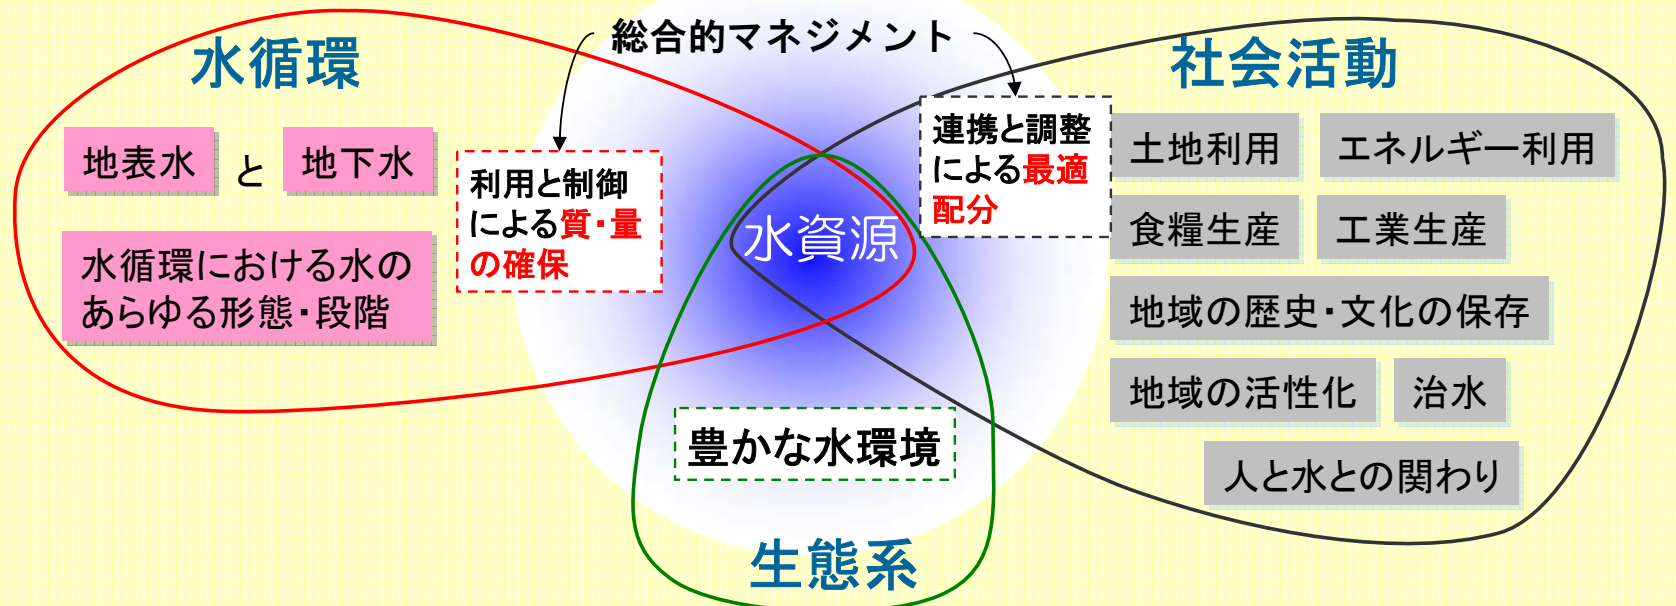 総合的マネジメント
水循環
地表水 と 地下水
水循環における水の
あらゆる形態・段階
利用と制御
による質・量
の確保
水資源
連携と調整
による最適
配分
社会活動
土地利用 エネルギー利用
食糧生産 工業生産
地域の歴史・文化の保存
地域の活性化 治水
人と水との関わり
豊かな水環境
生態系